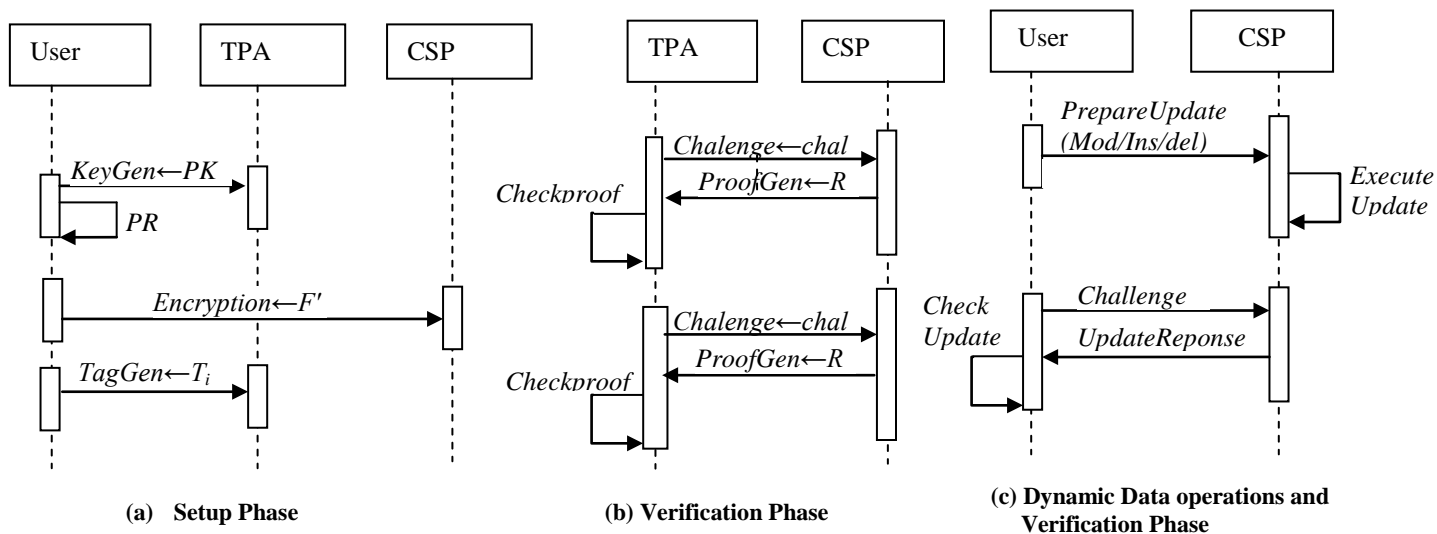 User
TPA
CSP
KeyGen←PK
PR
Encryption←F'
TagGen←Ti
(a) Setup Phase
TPA
CSP
Chalenge←chal
ProofGen←R
Checkproof
Chalenge←chal
ProofGen←R
Checkproof
(b) Verification Phase
User
CSP
PrepareUpdate
(Mod/Ins/del)
Execute
Update
Challenge
Check
Update
UpdateReponse
(c) Dynamic Data operations and
Verification Phase